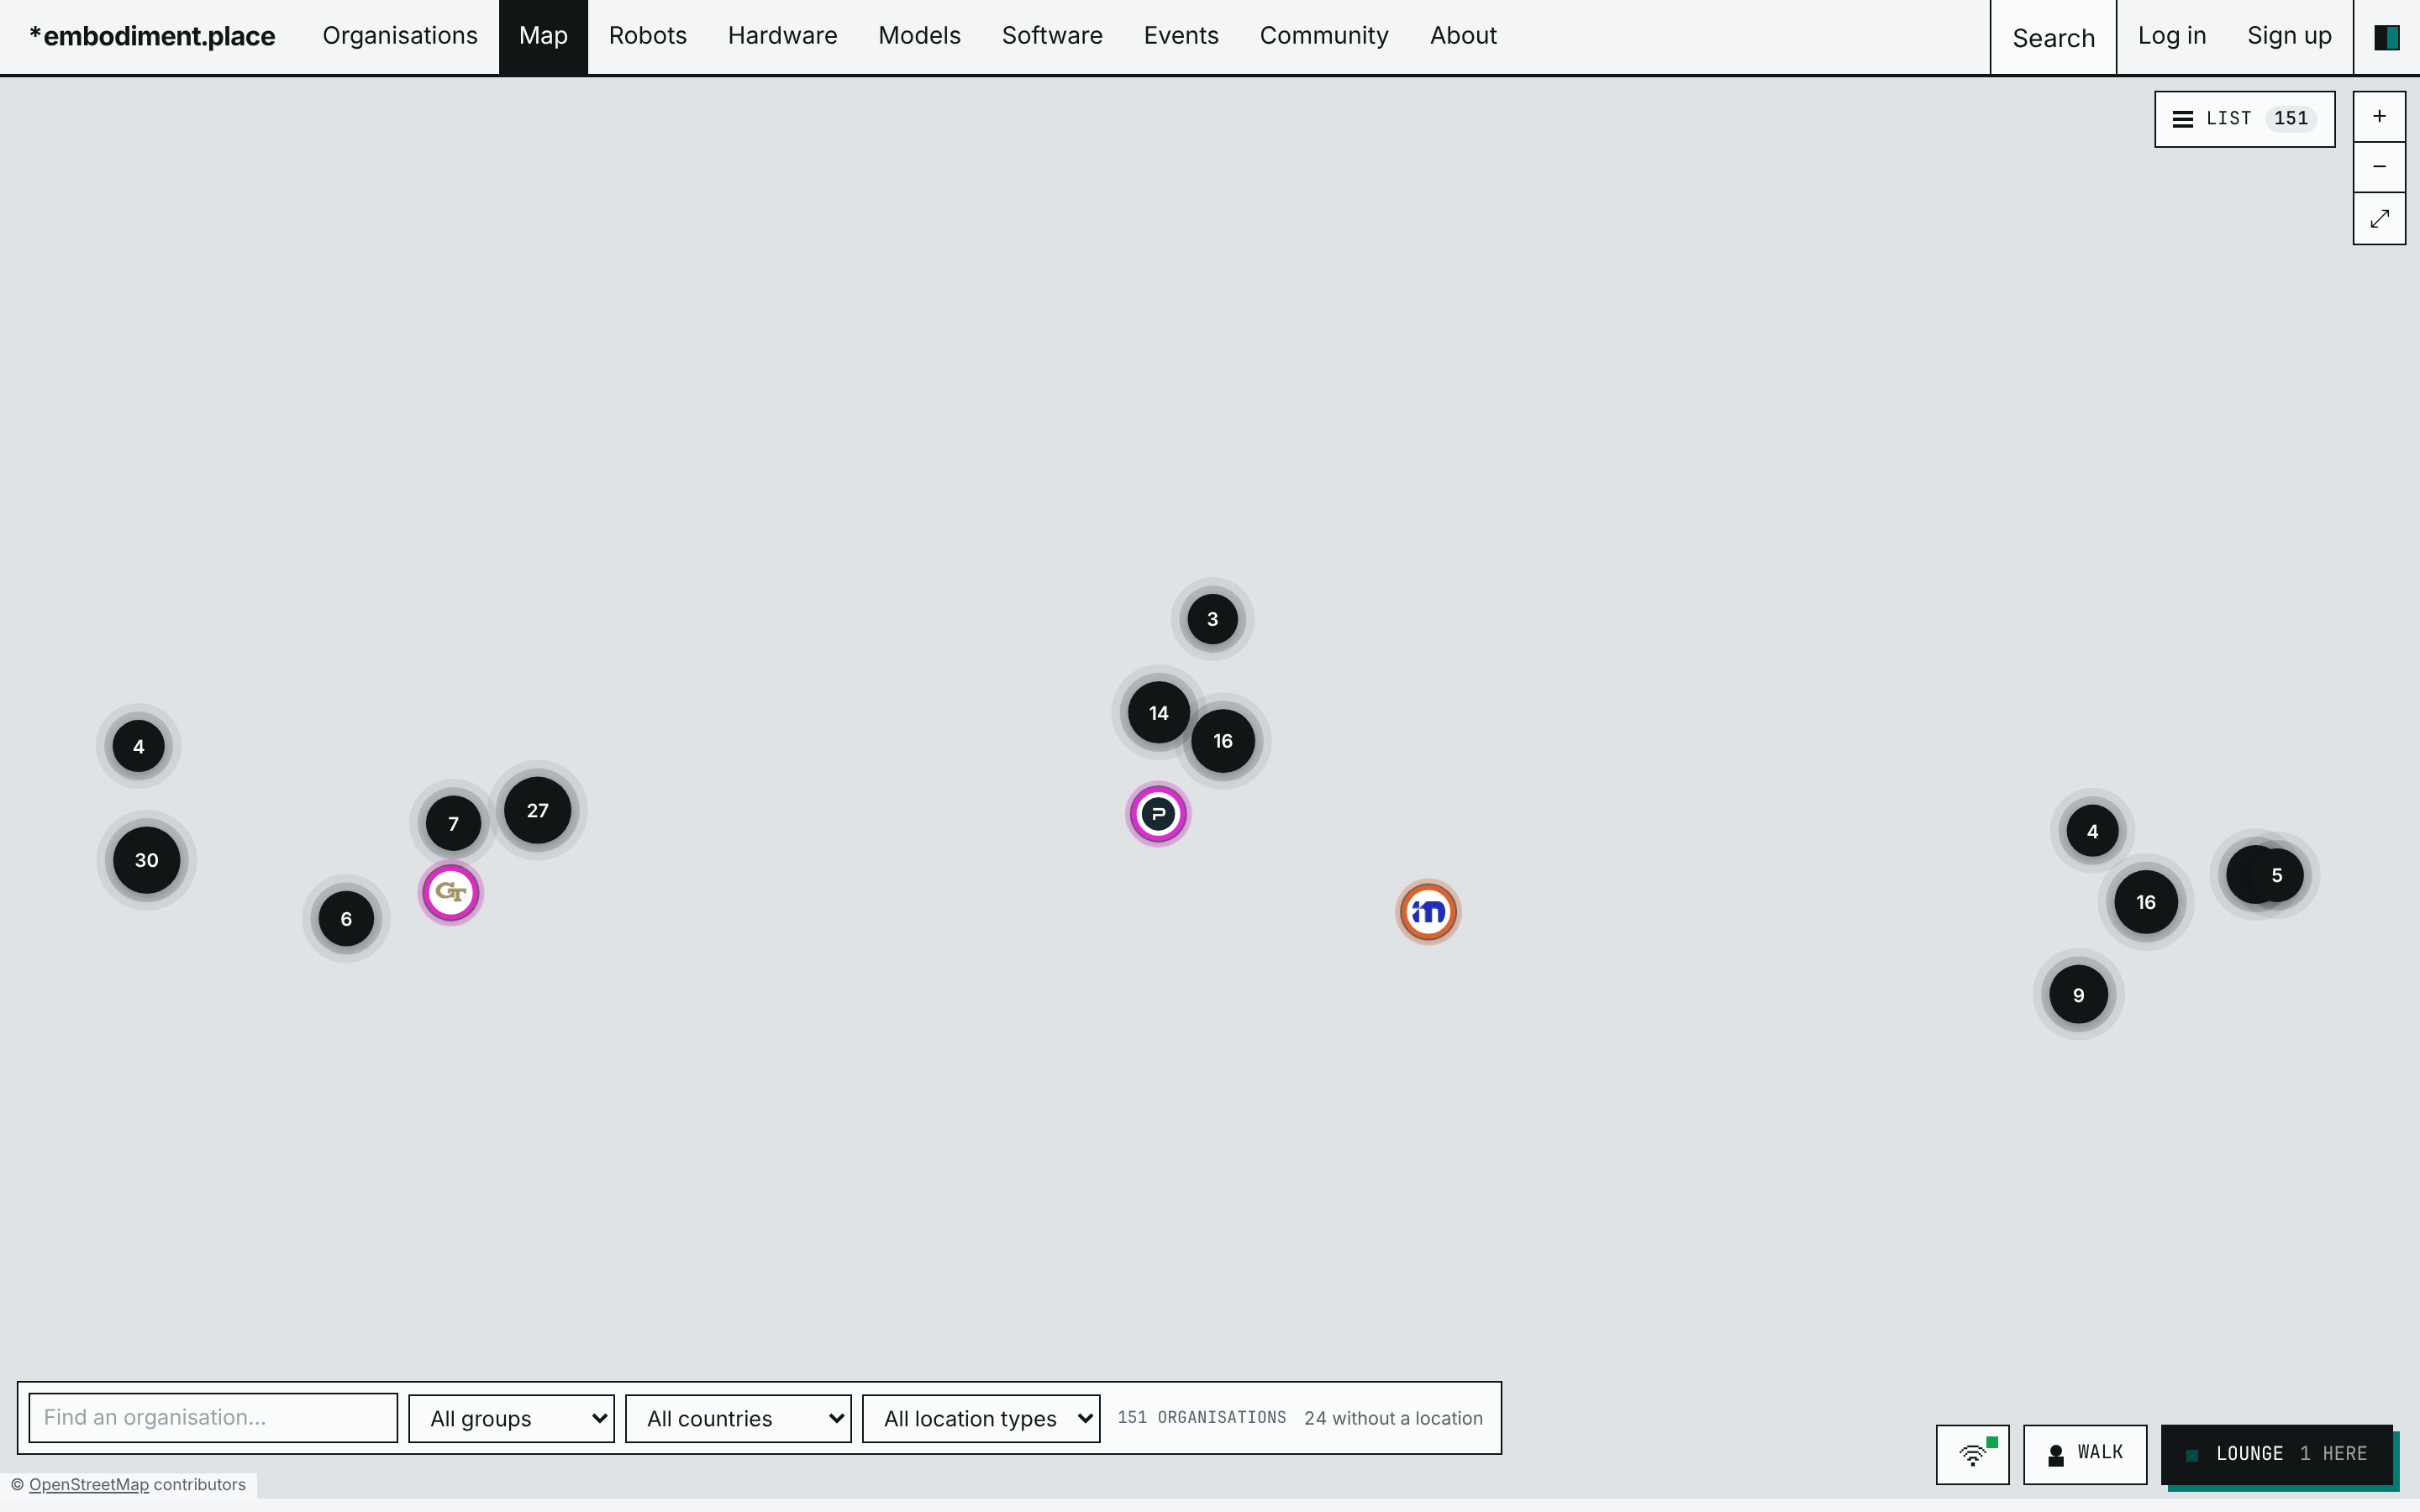 *embodiment.place Organisations Map Robots Hardware Models Software Events Community About Search Log in Sign up
LIST 151
+
−
3
14
16
4
7
27
30
GT
6
4
5
16
9
Find an organisation... All groups All countries All location types 151 ORGANISATIONS 24 without a location
WALK LOUNGE 1 HERE
© OpenStreetMap contributors